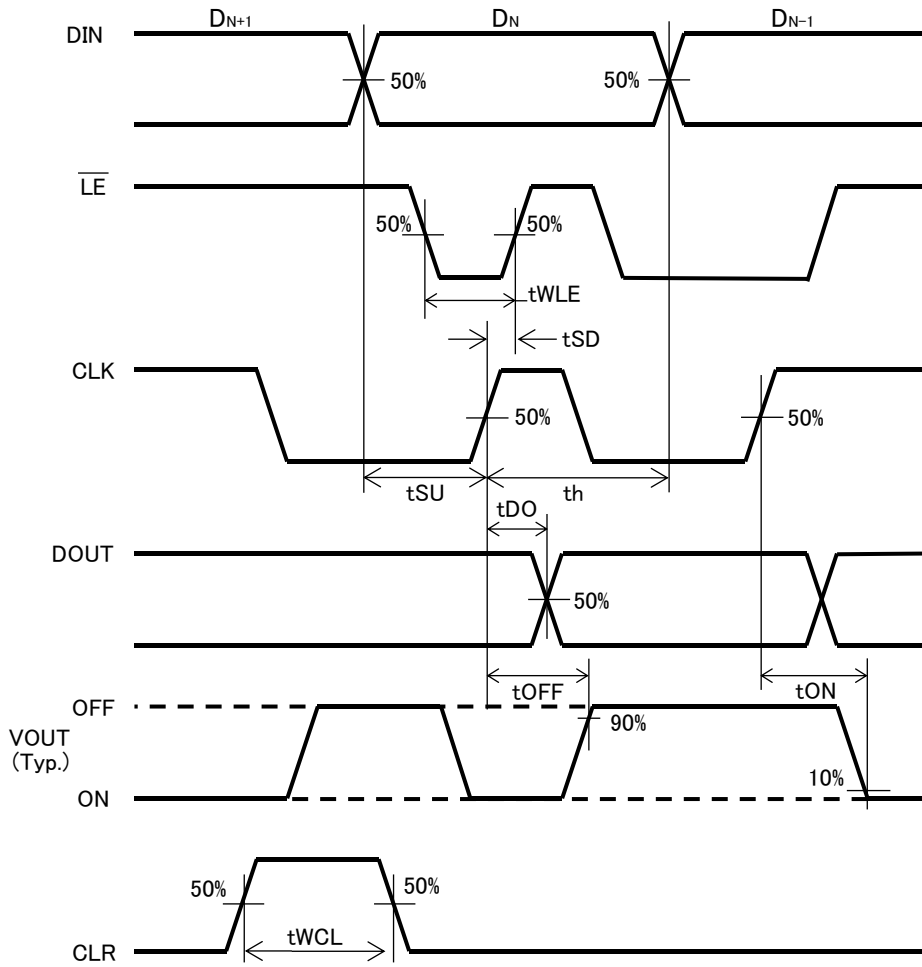 DN+1 DN DN−1
DIN
50% 50%
LE
50% 50%
tWLE
tSD
CLK
50% 50%
tSU th
tDO
DOUT
50%
tOFF tON
OFF
90%
VOUT
(Typ.)
10%
ON
50% 50%
tWCL
CLR